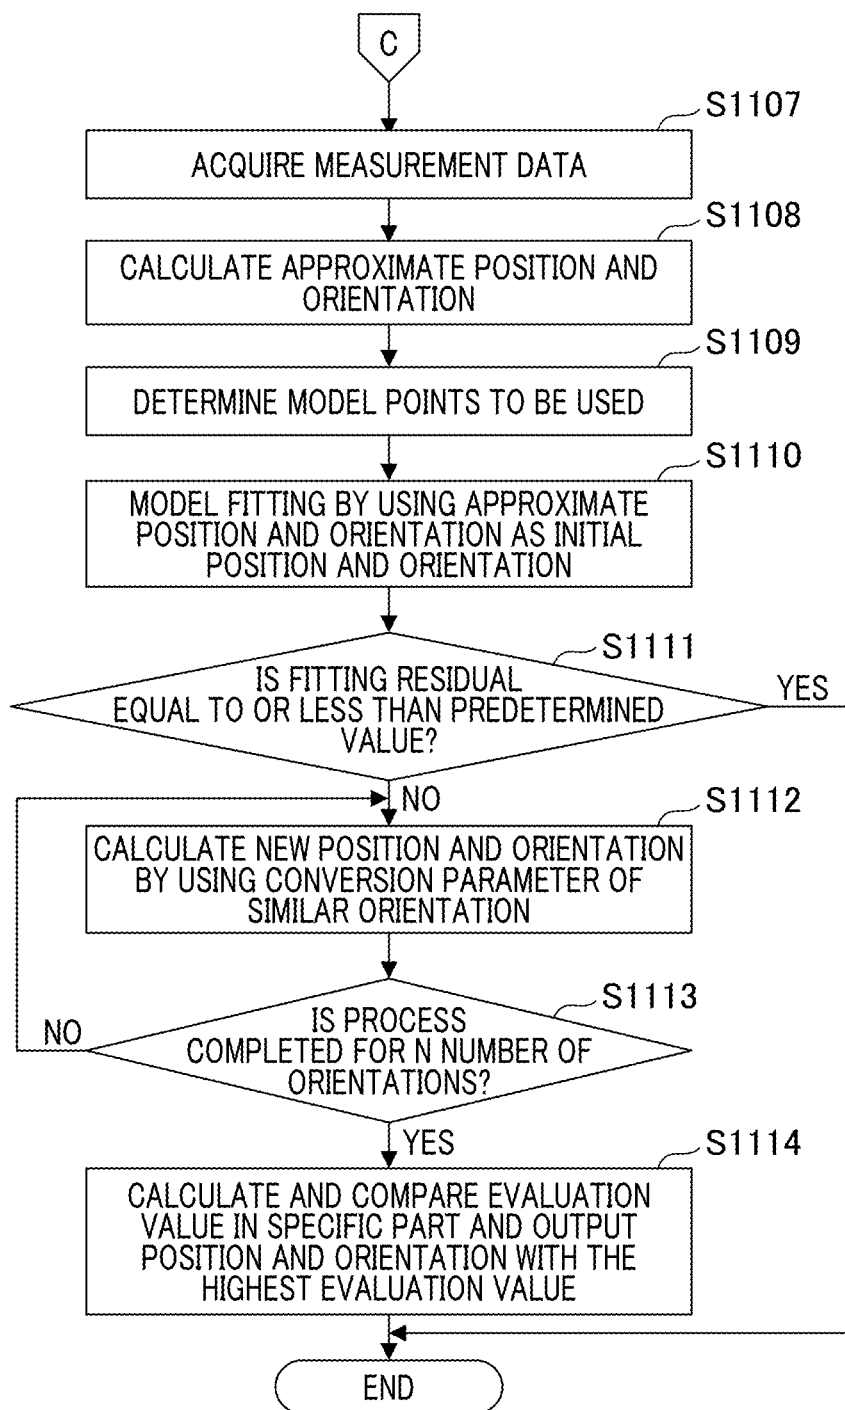 C
S1107
ACQUIRE MEASUREMENT DATA
S1108
CALCULATE APPROXIMATE POSITION AND
ORIENTATION
S1109
DETERMINE MODEL POINTS TO BE USED
S1110
MODEL FITTING BY USING APPROXIMATE
POSITION AND ORIENTATION AS INITIAL
POSITION AND ORIENTATION
S1111
IS FITTING RESIDUAL
EQUAL TO OR LESS THAN PREDETERMINED
VALUE?
YES
NO
S1112
CALCULATE NEW POSITION AND ORIENTATION
BY USING CONVERSION PARAMETER OF
SIMILAR ORIENTATION
S1113
IS PROCESS
COMPLETED FOR N NUMBER OF
ORIENTATIONS?
NO
YES
S1114
CALCULATE AND COMPARE EVALUATION
VALUE IN SPECIFIC PART AND OUTPUT
POSITION AND ORIENTATION WITH THE
HIGHEST EVALUATION VALUE
END